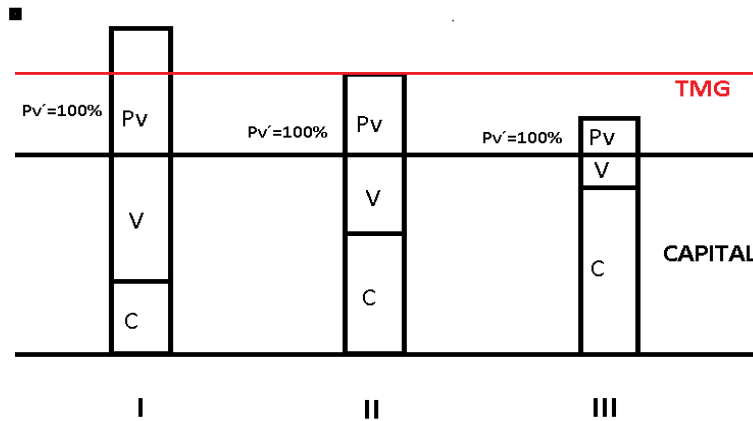 TMG
Pv´=100%
Pv
Pv´=100%
Pv
Pv´=100%
Pv
V
V
V
CAPITAL
C
C
C
I
II
III